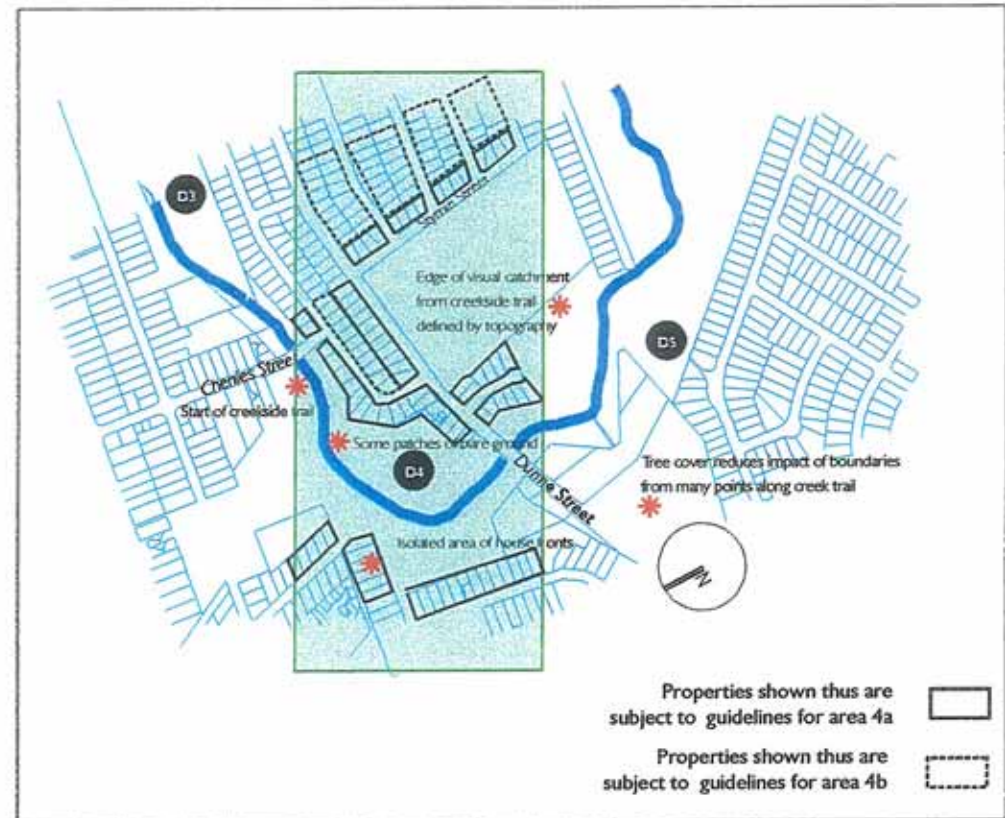 D3
Edge of visual catchment
from creekside trail
defined by topography
D5
Chenies Street
Start of creekside trail
Some patches of bare ground
D4
Dunne Street
Tree cover reduces impact of boundaries
from many points along creek trail
Isolated area of house fronts
N
Properties shown thus are
subject to guidelines for area 4a
Properties shown thus are
subject to guidelines for area 4b